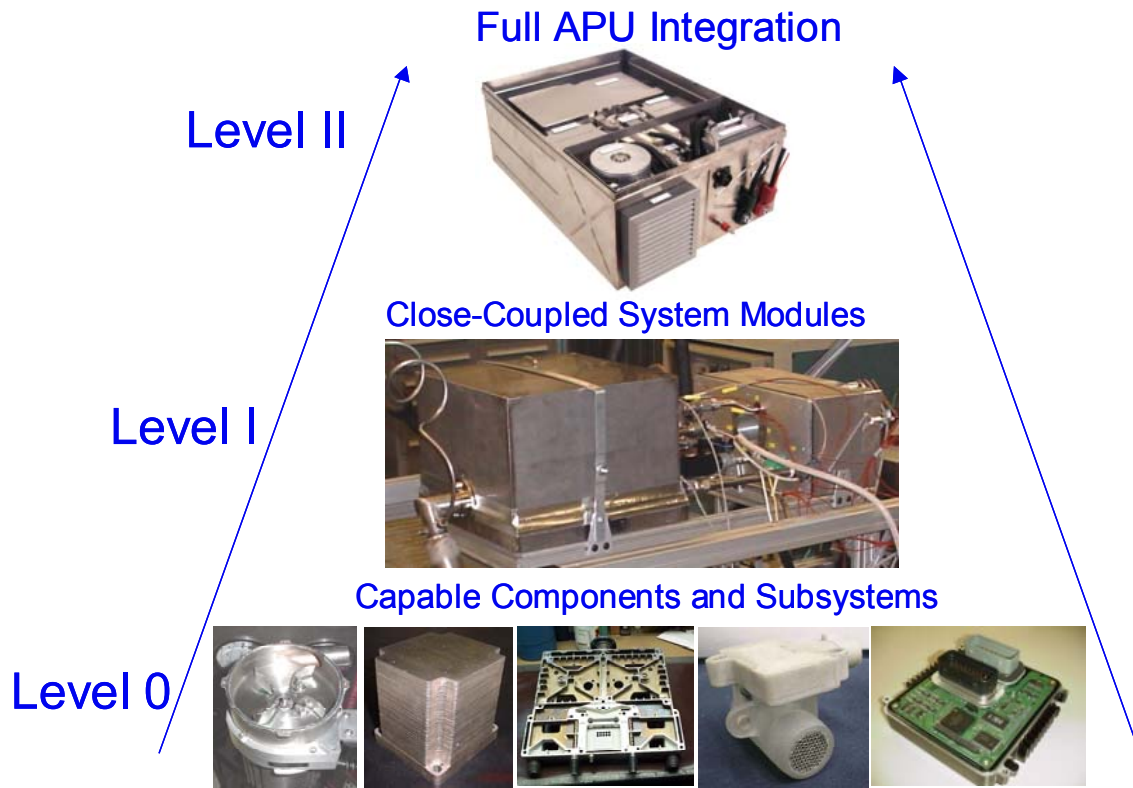 Full APU Integration
Level II
Close-Coupled System Modules
Level I
Capable Components and Subsystems
Level 0